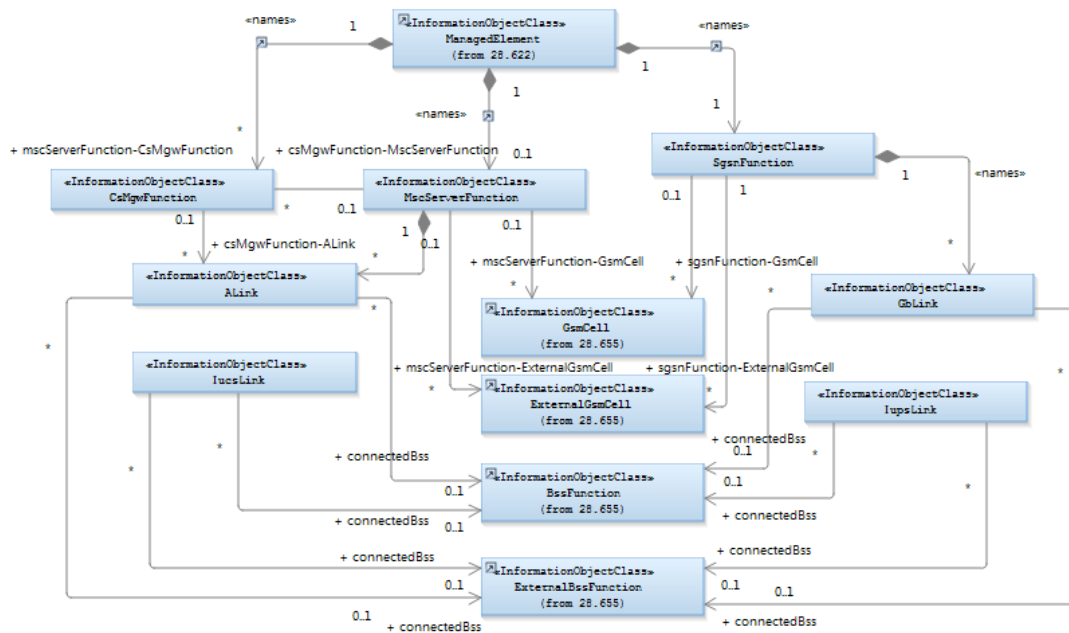 «InformationObjectClass»
ManagedElement
(from 28.622)
«names»
1
1
1
«names»
«names»
*
1
0..1
+ mscServerFunction-CsMgwFunction
+ csMgwFunction-MscServerFunction
«InformationObjectClass»
SgsnFunction
«InformationObjectClass»
CsMgwFunction
«InformationObjectClass»
MscServerFunction
0..1
1
1
«names»
*
0..1
0..1
1
0..1
0..1
*
+ csMgwFunction-ALink
*
*
«InformationObjectClass»
ALink
+ mscServerFunction-GsmCell
*
+ sgsnFunction-GsmCell
*
«InformationObjectClass»
GbLink
*
*
*
«InformationObjectClass»
GsmCell
(from 28.655)
*
«InformationObjectClass»
IucsLink
+ mscServerFunction-ExternalGsmCell
*
+ sgsnFunction-ExternalGsmCell
*
«InformationObjectClass»
ExternalGsmCell
(from 28.655)
«InformationObjectClass»
IupsLink
*
*
*
*
+ connectedBss
0..1
+ connectedBss
0..1
«InformationObjectClass»
BssFunction
(from 28.655)
0..1
*
+ connectedBss
0..1
+ connectedBss
+ connectedBss
+ connectedBss
«InformationObjectClass»
ExternalBssFunction
(from 28.655)
0..1
0..1
0..1
0..1
+ connectedBss
+ connectedBss